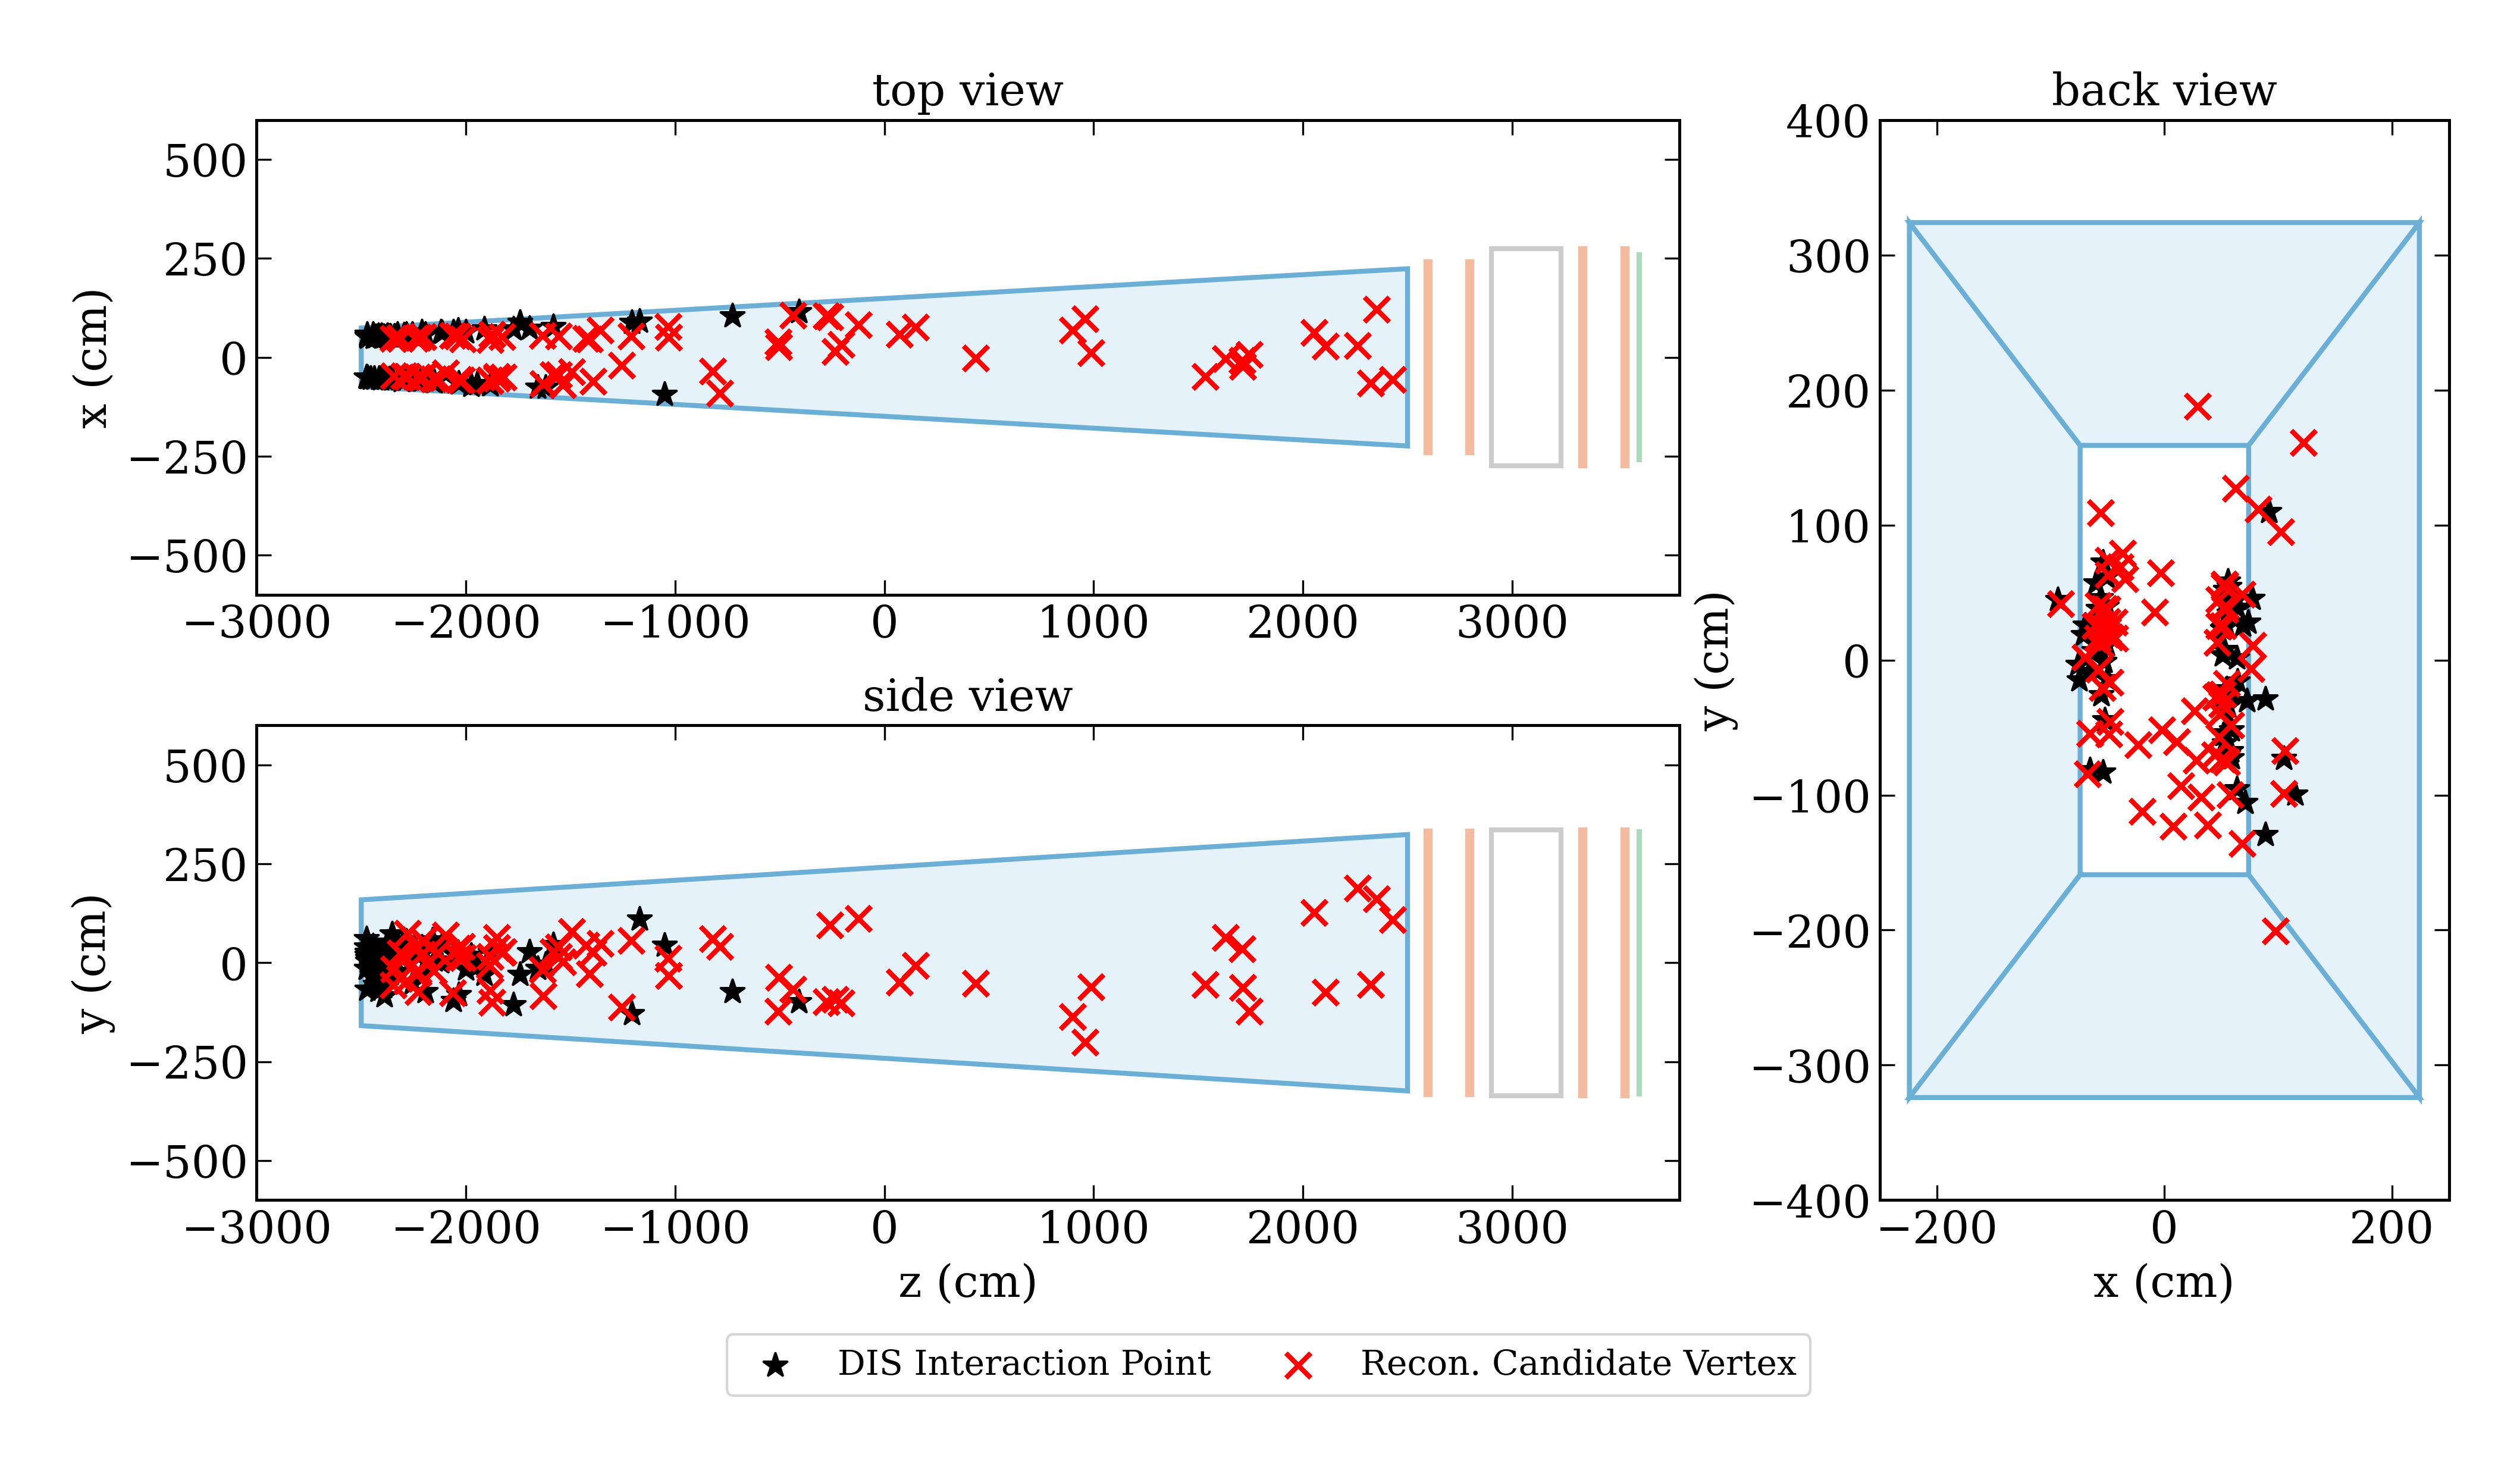 top view
500
250
0
−250
−500
x (cm)
−3000 −2000 −1000 0 1000 2000 3000
side view
500
250
0
−250
−500
y (cm)
−3000 −2000 −1000 0 1000 2000 3000
z (cm)
back view
400
300
200
100
0
−100
−200
−300
−400
y (cm)
−200 0 200
x (cm)
DIS Interaction Point
Recon. Candidate Vertex